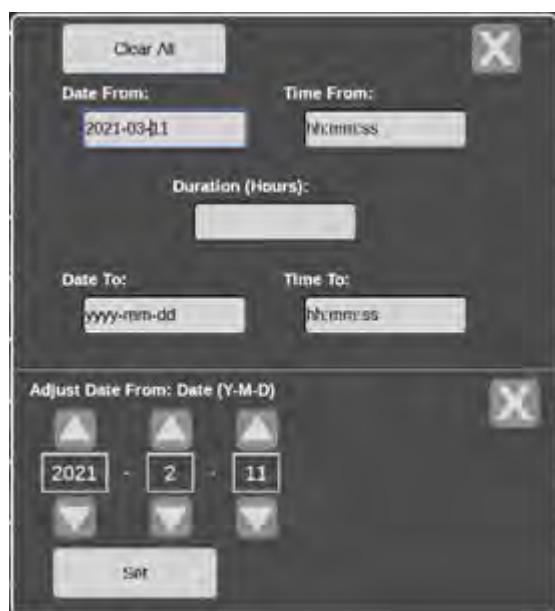 Clear All
Date From: Time From:
2021-03-11 hh:mm:ss
Duration (Hours):
Date To: Time To:
yyyy-mm-dd hh:mm:ss
Adjust Date From: Date (Y-M-D)
2021 - 2 - 11
Set